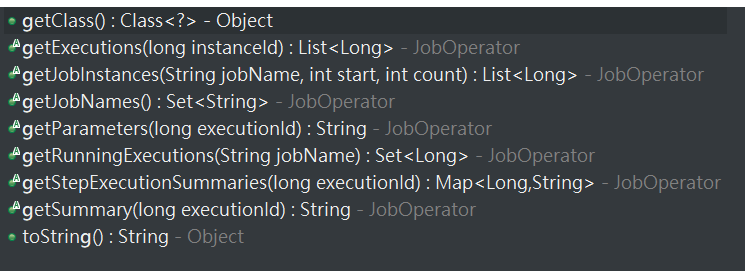 getClass() : Class<?> - Object
getExecutions(long instanceId) : List<Long> - JobOperator
getJobInstances(String jobName, int start, int count) : List<Long> - JobOperator
getJobNames() : Set<String> - JobOperator
getParameters(long executionId) : String - JobOperator
getRunningExecutions(String jobName) : Set<Long> - JobOperator
getStepExecutionSummaries(long executionId) : Map<Long,String> - JobOperator
getSummary(long executionId) : String - JobOperator
toString() : String - Object